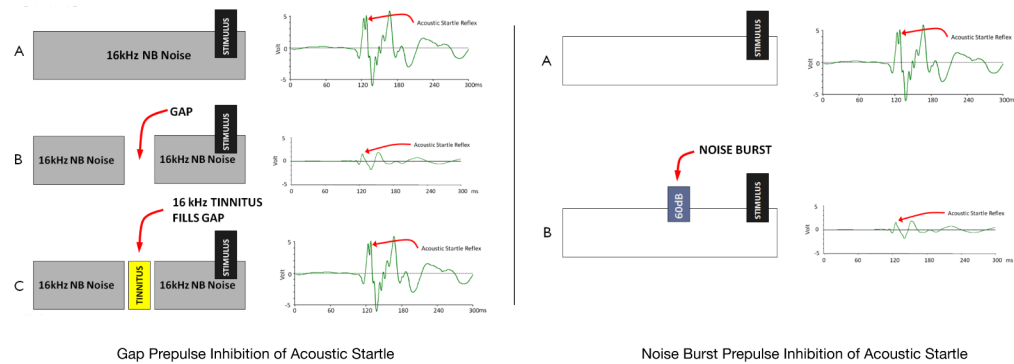 A
16kHz NB Noise
STIMULUS
5
0
-5
Volt
Acoustic Startle Reflex
0 60 120 180 240 300ms
GAP
B
16kHz NB Noise
16kHz NB Noise
STIMULUS
5
0
-5
Volt
Acoustic Startle Reflex
0 60 120 180 240 300 ms
16 kHz TINNITUS
FILLS GAP
C
16kHz NB Noise
TINNITUS
16kHz NB Noise
STIMULUS
5
0
-5
Volt
Acoustic Startle Reflex
0 60 120 180 240 300ms
Gap Prepulse Inhibition of Acoustic Startle
A
STIMULUS
5
0
-5
Volt
Acoustic Startle Reflex
0 60 120 180 240 300ms
NOISE BURST
B
60dB
STIMULUS
5
0
-5
Volt
Acoustic Startle Reflex
0 60 120 180 240 300 ms
Noise Burst Prepulse Inhibition of Acoustic Startle